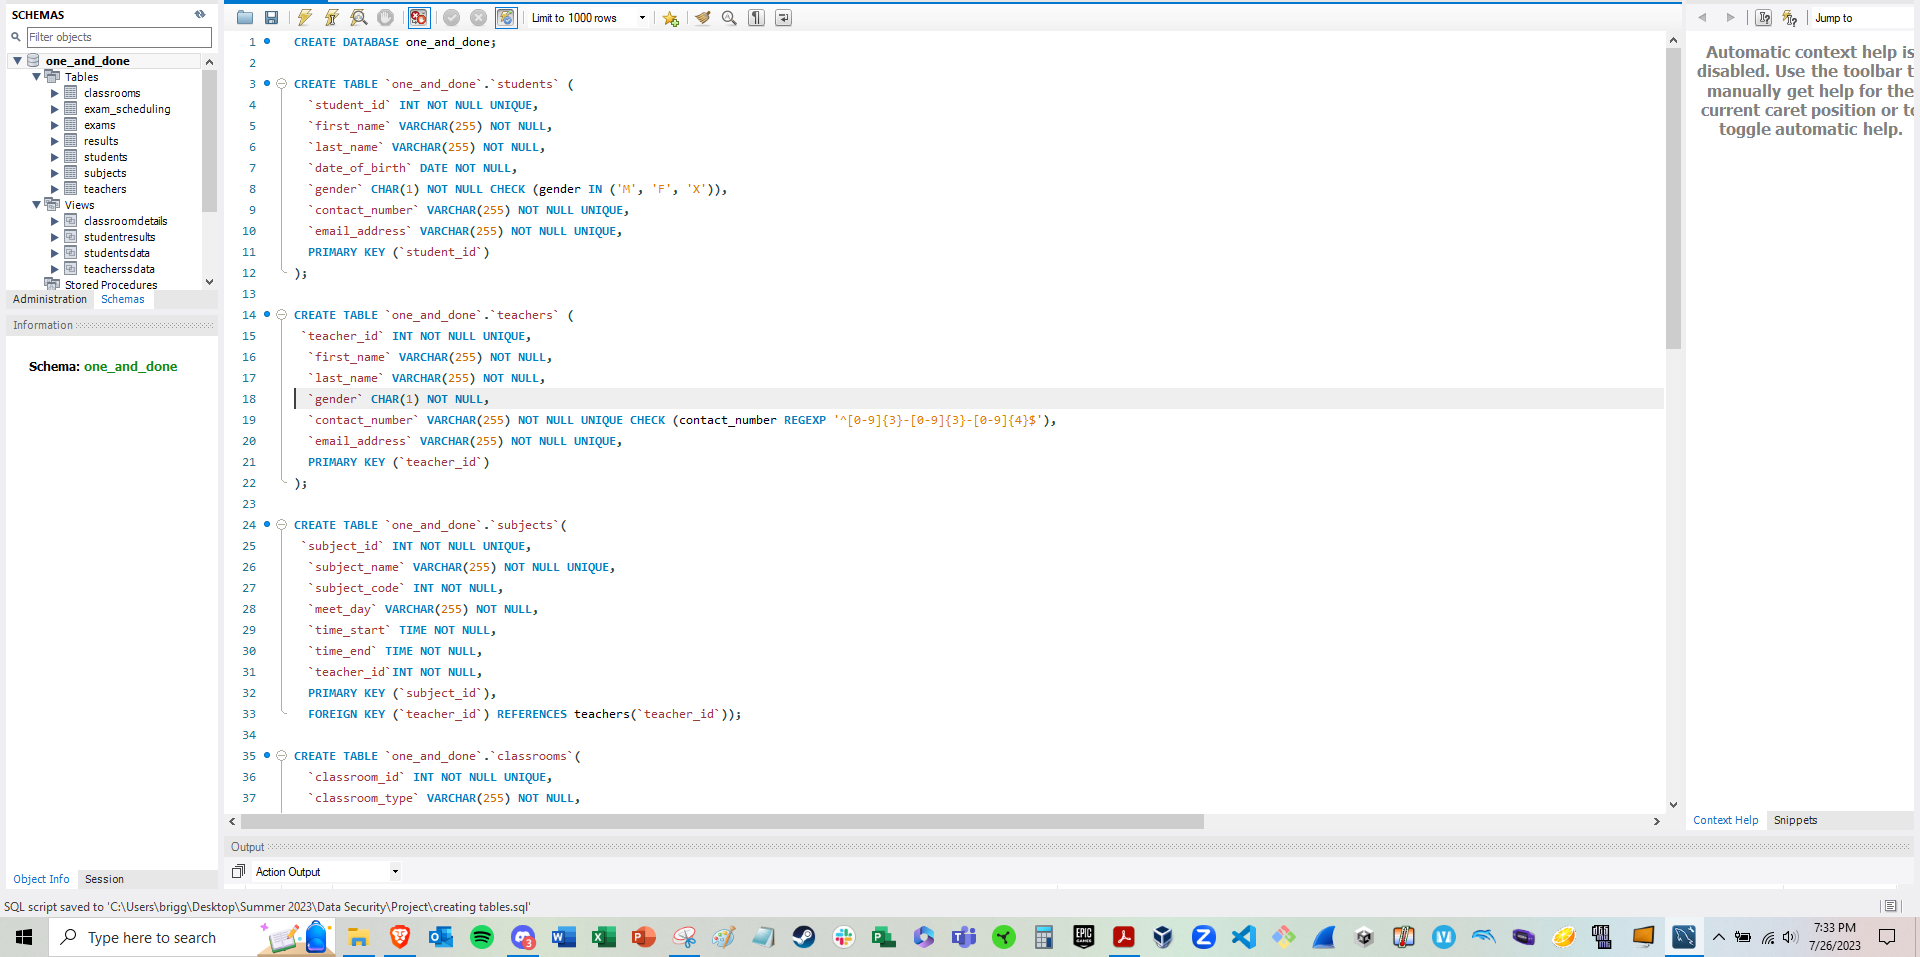 SCHEMAS
Filter objects
one_and_done
Tables
classrooms
exam_scheduling
exams
results
students
subjects
teachers
Views
classroomdetails
studentresults
studentsdata
teacherssdata
Stored Procedures
Administration Schemas
Information
Schema: one_and_done
Object Info Session
Limit to 1000 rows
1 CREATE DATABASE one_and_done;
2
3 CREATE TABLE `one_and_done`.`students` (
4 `student_id` INT NOT NULL UNIQUE,
5 `first_name` VARCHAR(255) NOT NULL,
6 `last_name` VARCHAR(255) NOT NULL,
7 `date_of_birth` DATE NOT NULL,
8 `gender` CHAR(1) NOT NULL CHECK (gender IN ('M', 'F', 'X')),
9 `contact_number` VARCHAR(255) NOT NULL UNIQUE,
10 `email_address` VARCHAR(255) NOT NULL UNIQUE,
11 PRIMARY KEY (`student_id`)
12 );
13
14 CREATE TABLE `one_and_done`.`teachers` (
15 `teacher_id` INT NOT NULL UNIQUE,
16 `first_name` VARCHAR(255) NOT NULL,
17 `last_name` VARCHAR(255) NOT NULL,
18 `gender` CHAR(1) NOT NULL,
19 `contact_number` VARCHAR(255) NOT NULL UNIQUE CHECK (contact_number REGEXP '^[0-9]{3}-[0-9]{3}-[0-9]{4}$'),
20 `email_address` VARCHAR(255) NOT NULL UNIQUE,
21 PRIMARY KEY (`teacher_id`)
22 );
23
24 CREATE TABLE `one_and_done`.`subjects`(
25 `subject_id` INT NOT NULL UNIQUE,
26 `subject_name` VARCHAR(255) NOT NULL UNIQUE,
27 `subject_code` INT NOT NULL,
28 `meet_day` VARCHAR(255) NOT NULL,
29 `time_start` TIME NOT NULL,
30 `time_end` TIME NOT NULL,
31 `teacher_id`INT NOT NULL,
32 PRIMARY KEY (`subject_id`),
33 FOREIGN KEY (`teacher_id`) REFERENCES teachers(`teacher_id`));
34
35 CREATE TABLE `one_and_done`.`classrooms`(
36 `classroom_id` INT NOT NULL UNIQUE,
37 `classroom_type` VARCHAR(255) NOT NULL,
Output
Action Output
Jump to
Automatic context help is
disabled. Use the toolbar t
manually get help for the
current caret position or to
toggle automatic help.
Context Help Snippets
SQL script saved to 'C:\Users\brigg\Desktop\Summer 2023\Data Security\Project\creating tables.sql'
Type here to search
7:33 PM
7/26/2023